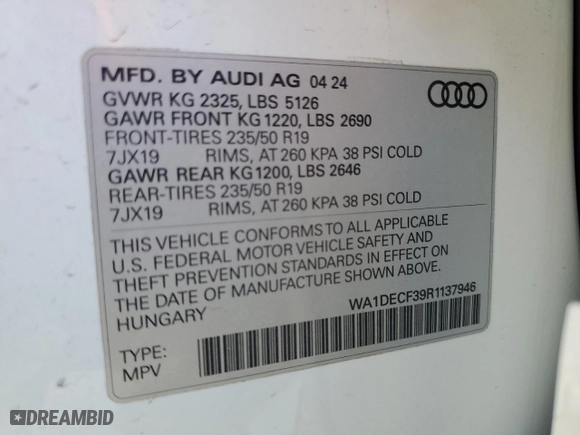 MFD. BY AUDI AG 04 24
GVWR KG 2325, LBS 5126
GAWR FRONT KG 1220, LBS 2690
FRONT-TIRES 235/50 R19
7JX19 RIMS, AT 260 KPA 38 PSI COLD
GAWR REAR KG1200, LBS 2646
REAR-TIRES 235/50 R19
7JX19 RIMS, AT 260 KPA 38 PSI COLD
THIS VEHICLE CONFORMS TO ALL APPLICABLE
U.S. FEDERAL MOTOR VEHICLE SAFETY AND
THEFT PREVENTION STANDARDS IN EFFECT ON
THE DATE OF MANUFACTURE SHOWN ABOVE.
HUNGARY
WA1DECF39R1137946
TYPE:
MPV
DREAMBID